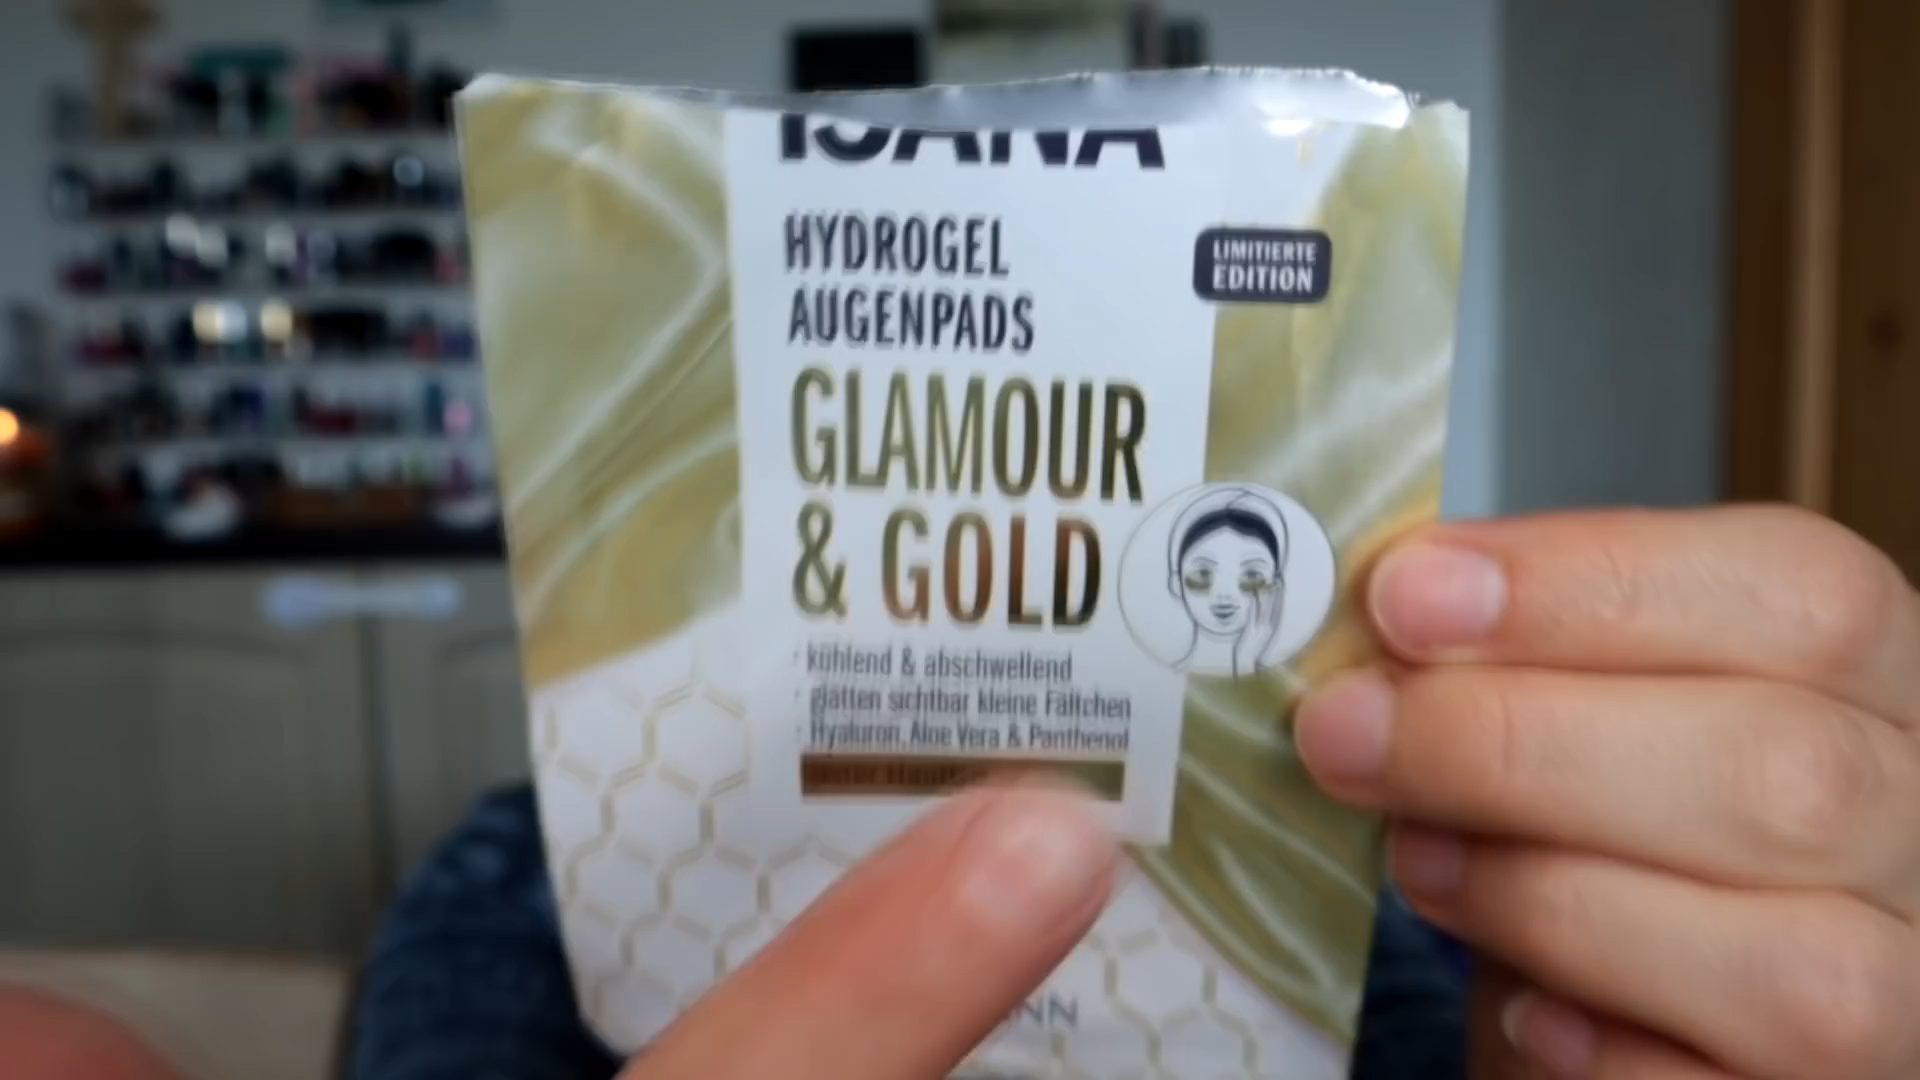 ISANA
HYDROGEL
AUGENPADS
LIMITIERTE
EDITION
GLAMOUR
& GOLD
· kühlend & abschwellend
· glätten sichtbar kleine Fältchen
· Hyaluron, Aloe Vera & Panthenol